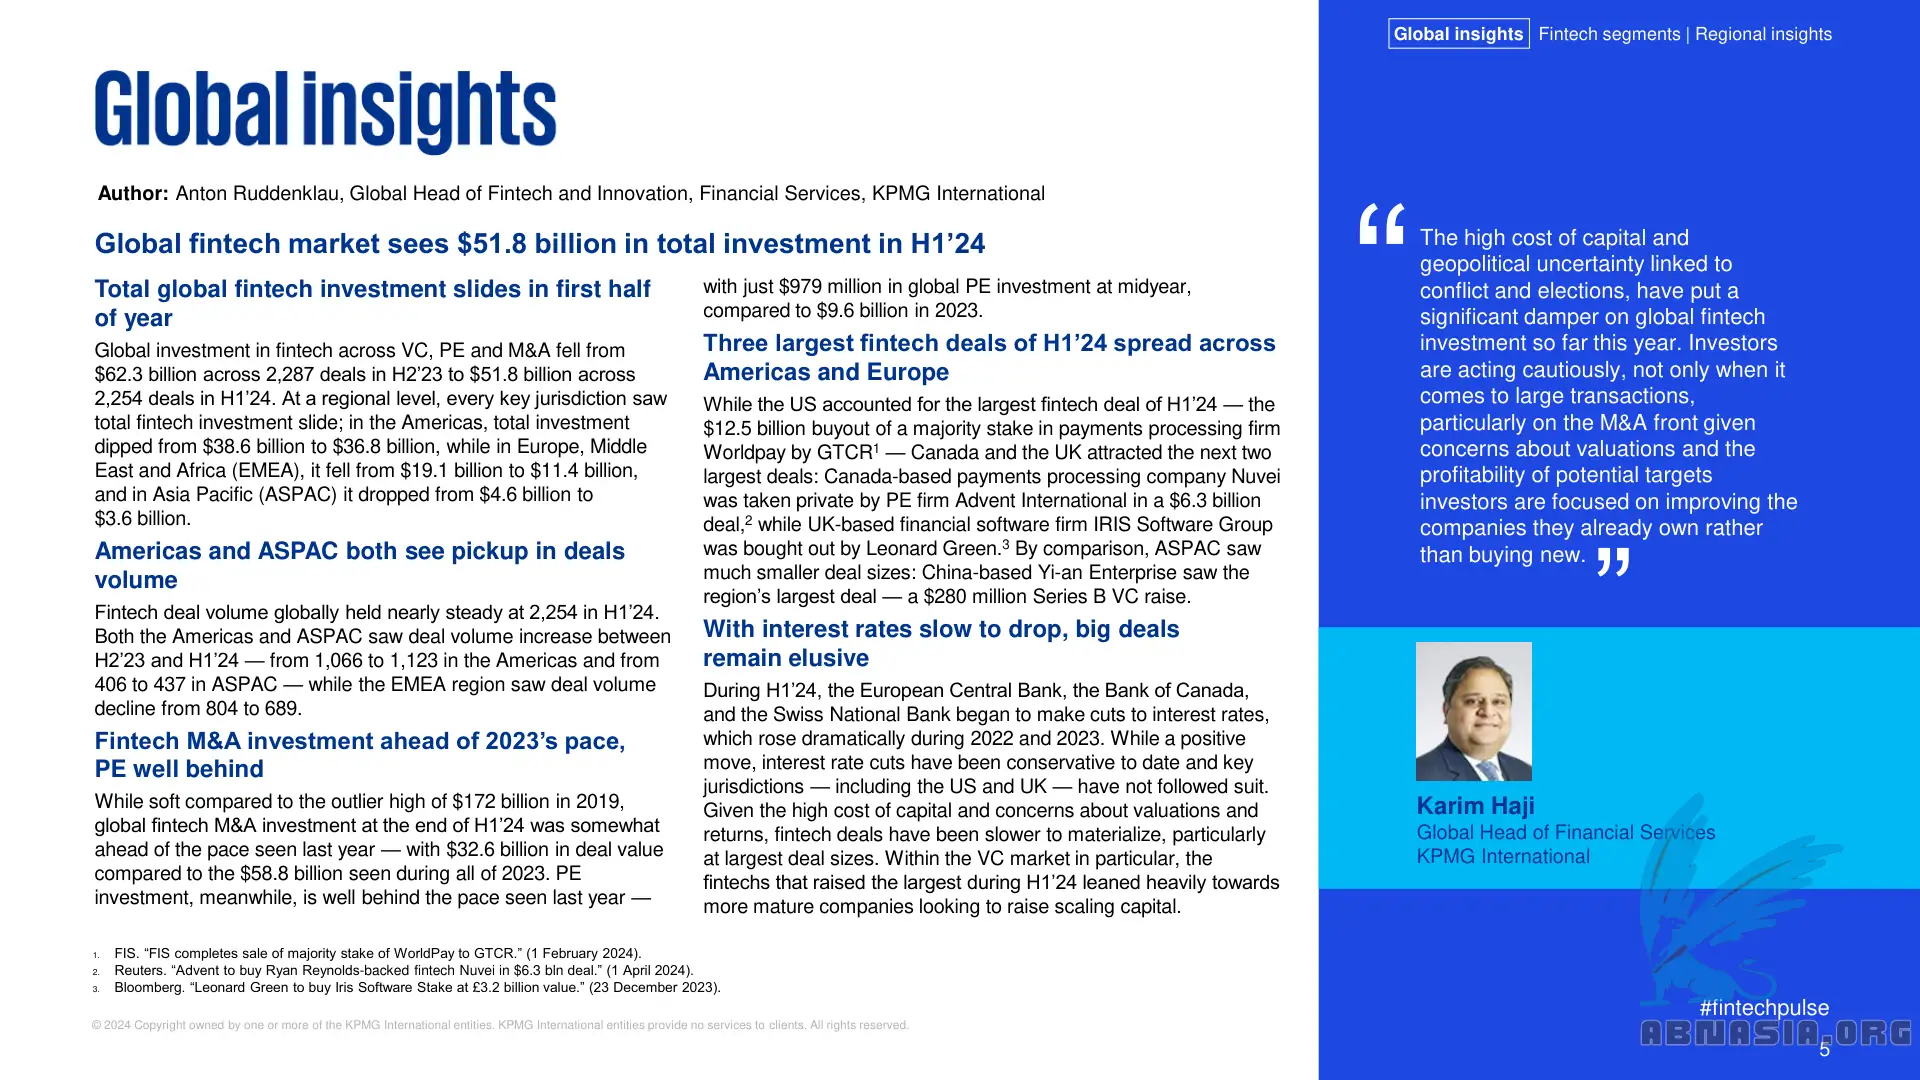 Global insights Fintech segments | Regional insights
Global insights
Author: Anton Ruddenklau, Global Head of Fintech and Innovation, Financial Services, KPMG International
Global fintech market sees $51.8 billion in total investment in H1’24
Total global fintech investment slides in first half
of year
Global investment in fintech across VC, PE and M&A fell from
$62.3 billion across 2,287 deals in H2’23 to $51.8 billion across
2,254 deals in H1’24. At a regional level, every key jurisdiction saw
total fintech investment slide; in the Americas, total investment
dipped from $38.6 billion to $36.8 billion, while in Europe, Middle
East and Africa (EMEA), it fell from $19.1 billion to $11.4 billion,
and in Asia Pacific (ASPAC) it dropped from $4.6 billion to
$3.6 billion.
Americas and ASPAC both see pickup in deals
volume
Fintech deal volume globally held nearly steady at 2,254 in H1’24.
Both the Americas and ASPAC saw deal volume increase between
H2’23 and H1’24 — from 1,066 to 1,123 in the Americas and from
406 to 437 in ASPAC — while the EMEA region saw deal volume
decline from 804 to 689.
Fintech M&A investment ahead of 2023’s pace,
PE well behind
While soft compared to the outlier high of $172 billion in 2019,
global fintech M&A investment at the end of H1’24 was somewhat
ahead of the pace seen last year — with $32.6 billion in deal value
compared to the $58.8 billion seen during all of 2023. PE
investment, meanwhile, is well behind the pace seen last year —
with just $979 million in global PE investment at midyear,
compared to $9.6 billion in 2023.
Three largest fintech deals of H1’24 spread across
Americas and Europe
While the US accounted for the largest fintech deal of H1’24 — the
$12.5 billion buyout of a majority stake in payments processing firm
Worldpay by GTCR1 — Canada and the UK attracted the next two
largest deals: Canada-based payments processing company Nuvei
was taken private by PE firm Advent International in a $6.3 billion
deal,2 while UK-based financial software firm IRIS Software Group
was bought out by Leonard Green.3 By comparison, ASPAC saw
much smaller deal sizes: China-based Yi-an Enterprise saw the
region’s largest deal — a $280 million Series B VC raise.
With interest rates slow to drop, big deals
remain elusive
During H1’24, the European Central Bank, the Bank of Canada,
and the Swiss National Bank began to make cuts to interest rates,
which rose dramatically during 2022 and 2023. While a positive
move, interest rate cuts have been conservative to date and key
jurisdictions — including the US and UK — have not followed suit.
Given the high cost of capital and concerns about valuations and
returns, fintech deals have been slower to materialize, particularly
at largest deal sizes. Within the VC market in particular, the
fintechs that raised the largest during H1’24 leaned heavily towards
more mature companies looking to raise scaling capital.
“ The high cost of capital and
geopolitical uncertainty linked to
conflict and elections, have put a
significant damper on global fintech
investment so far this year. Investors
are acting cautiously, not only when it
comes to large transactions,
particularly on the M&A front given
concerns about valuations and the
profitability of potential targets
investors are focused on improving the
companies they already own rather
than buying new. ”
Karim Haji
Global Head of Financial Services
KPMG International
1. FIS. “FIS completes sale of majority stake of WorldPay to GTCR.” (1 February 2024).
2. Reuters. “Advent to buy Ryan Reynolds-backed fintech Nuvei in $6.3 bln deal.” (1 April 2024).
3. Bloomberg. “Leonard Green to buy Iris Software Stake at £3.2 billion value.” (23 December 2023).
© 2024 Copyright owned by one or more of the KPMG International entities. KPMG International entities provide no services to clients. All rights reserved.
#fintechpulse
ABNASIA.ORG
5